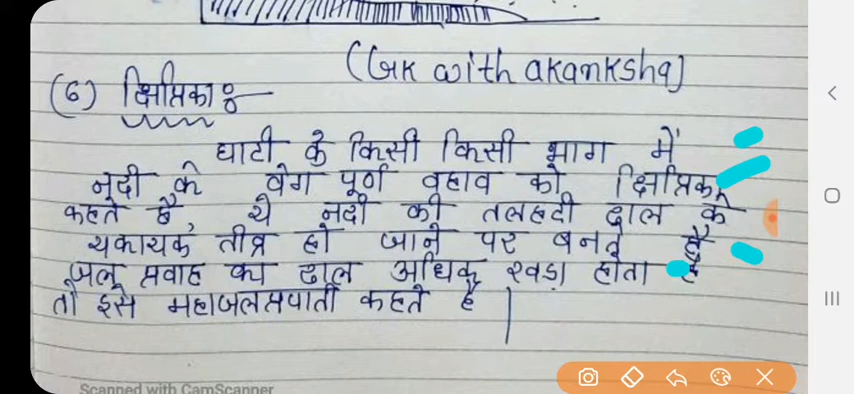 (GK with akanksha)
(6) क्षिप्तिका :-
घाटी के किसी किसी भाग में
नदी के वेग पूर्ण वहाव को क्षिप्तिका
कहते है, ये नदी की तलहदी ढाल के
यकायक तीव्र हो जाने पर बनते है
जल प्रवाह का ढाल अधिक खड़ा होता है
तो इसे महाजलप्रपाती कहते है |
Scanned with CamScanner